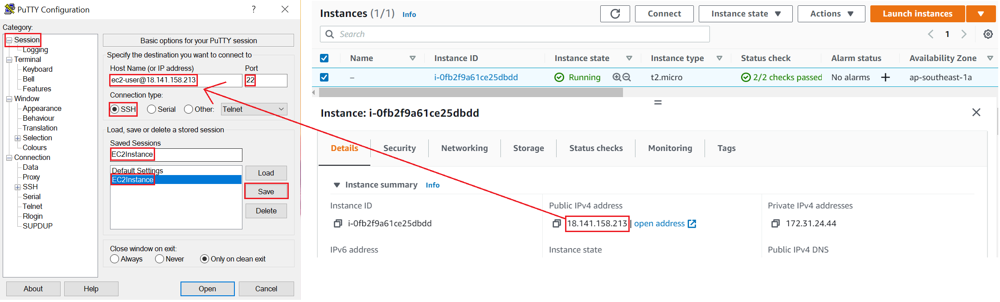 PuTTY Configuration
?
Category:
Session
Logging
Terminal
Keyboard
Bell
Features
Window
Appearance
Behaviour
Translation
Selection
Colours
Connection
Data
Proxy
SSH
Serial
Telnet
Rlogin
SUPDUP
Basic options for your PuTTY session
Specify the destination you want to connect to
Host Name (or IP address) Port
ec2-user@18.141.158.213 22
Connection type:
SSH Serial Other: Telnet
Load, save or delete a stored session
Saved Sessions
EC2Instance
Default Settings
EC2Instance
Load
Save
Delete
Close window on exit:
Always Never Only on clean exit
About Help Open Cancel
Instances (1/1) Info
Connect Instance state Actions Launch instances
Search
1
Name Instance ID Instance state Instance type Status check Alarm status Availability Zone
– i-0fb2f9a61ce25dbdd Running t2.micro 2/2 checks passed No alarms + ap-southeast-1a
Instance: i-0fb2f9a61ce25dbdd
Details Security Networking Storage Status checks Monitoring Tags
Instance summary Info
Instance ID Public IPv4 address Private IPv4 addresses
i-0fb2f9a61ce25dbdd 18.141.158.213 | open address 172.31.24.44
IPv6 address Instance state Public IPv4 DNS